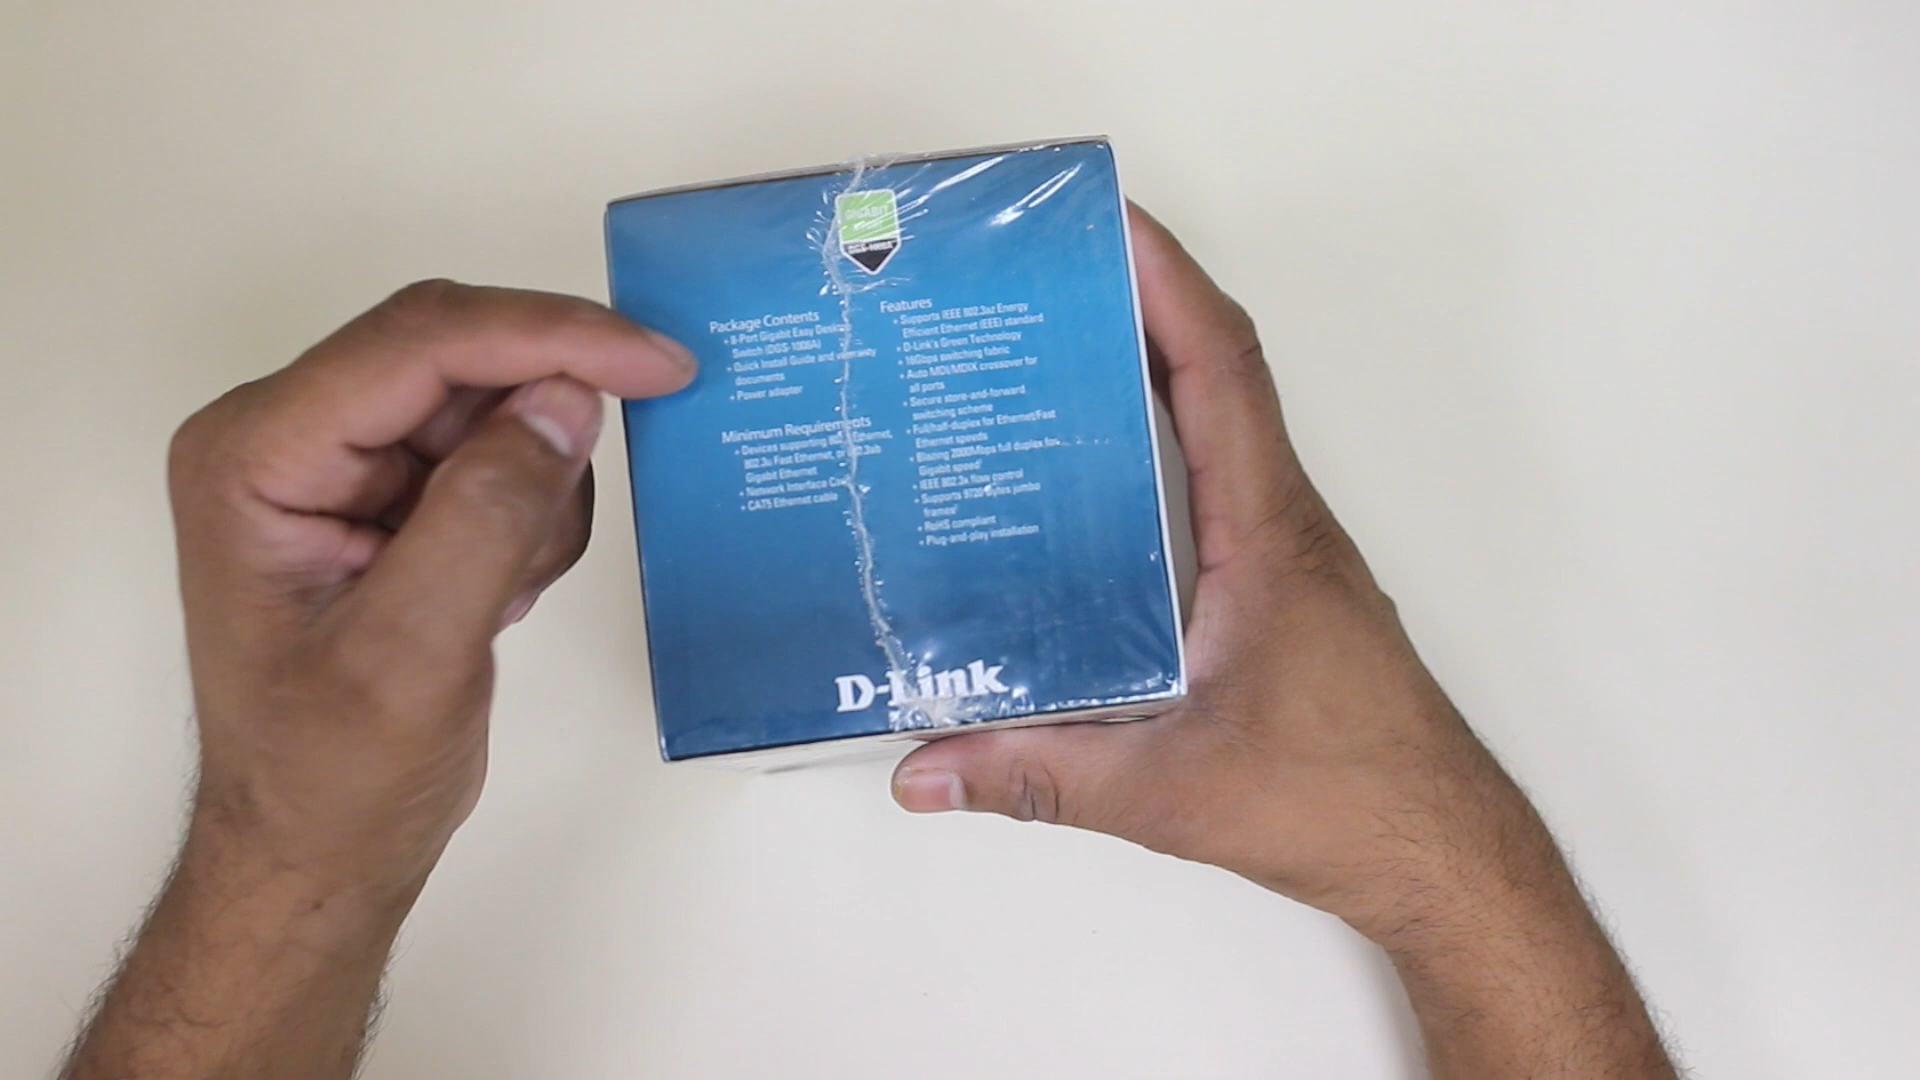 GIGABIT
DGS-1008A
Package Contents
• 8-Port Gigabit Easy Desktop
Switch (DGS-1008A)
• Quick Install Guide and warranty
documents
• Power adapter
Minimum Requirements
• Devices supporting Ethernet,
802.3u Fast Ethernet, or 802.3ab
Gigabit Ethernet
• Network Interface Card
• CAT5 Ethernet cable
Features
• Supports IEEE 802.3az Energy
Efficient Ethernet (EEE) standard
• D-Link's Green Technology
• 16Gbps switching fabric
• Auto MDI/MDIX crossover for
all ports
• Secure store-and-forward
switching scheme
• Full/half-duplex for Ethernet/Fast
Ethernet speeds
• Blazing 2000Mbps full duplex for
Gigabit speed¹
• IEEE 802.3x flow control
• Supports 9720 Bytes jumbo
frames²
• RoHS compliant
• Plug-and-play installation
D-Link